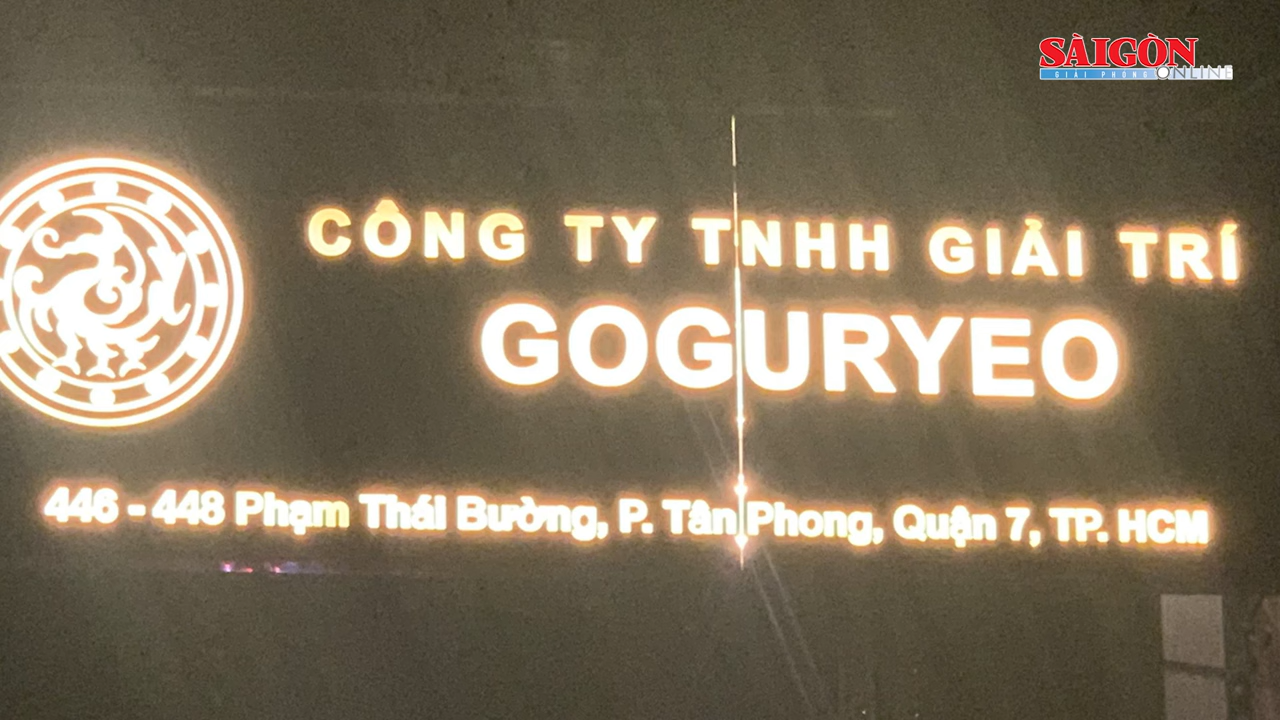 SÀIGÒN
GIẢI PHÓNG ONLINE
CÔNG TY TNHH GIẢI TRÍ
GOGURYEO
446 - 448 Phạm Thái Bường, P. Tân Phong, Quận 7, TP. HCM